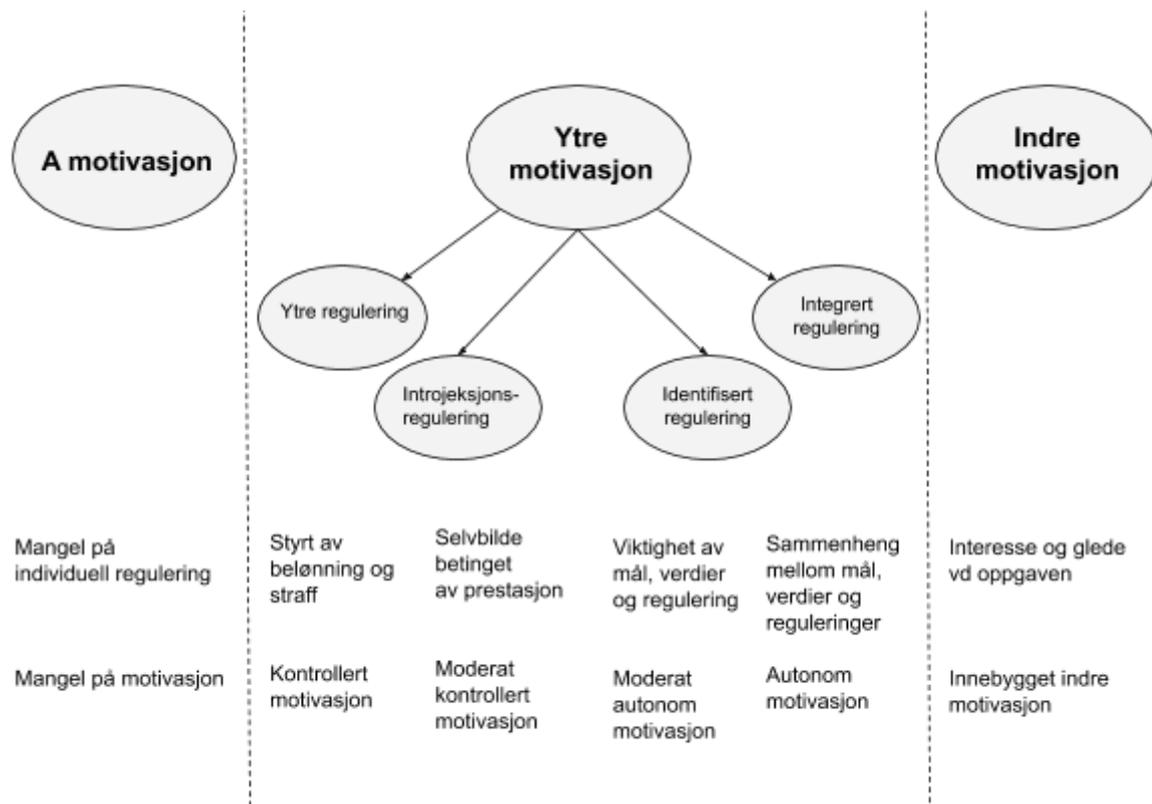 A motivasjon
Ytre
motivasjon
Indre
motivasjon
Ytre regulering
Introjeksjons-
regulering
Identifisert
regulering
Integrert
regulering
Mangel på
individuell regulering
Styrt av
belønning og
straff
Selvbilde
betinget
av prestasjon
Viktighet av
mål, verdier
og regulering
Sammenheng
mellom mål,
verdier og
reguleringer
Interesse og glede
vd oppgaven
Mangel på motivasjon
Kontrollert
motivasjon
Moderat
kontrollert
motivasjon
Moderat
autonom
motivasjon
Autonom
motivasjon
Innebygget indre
motivasjon